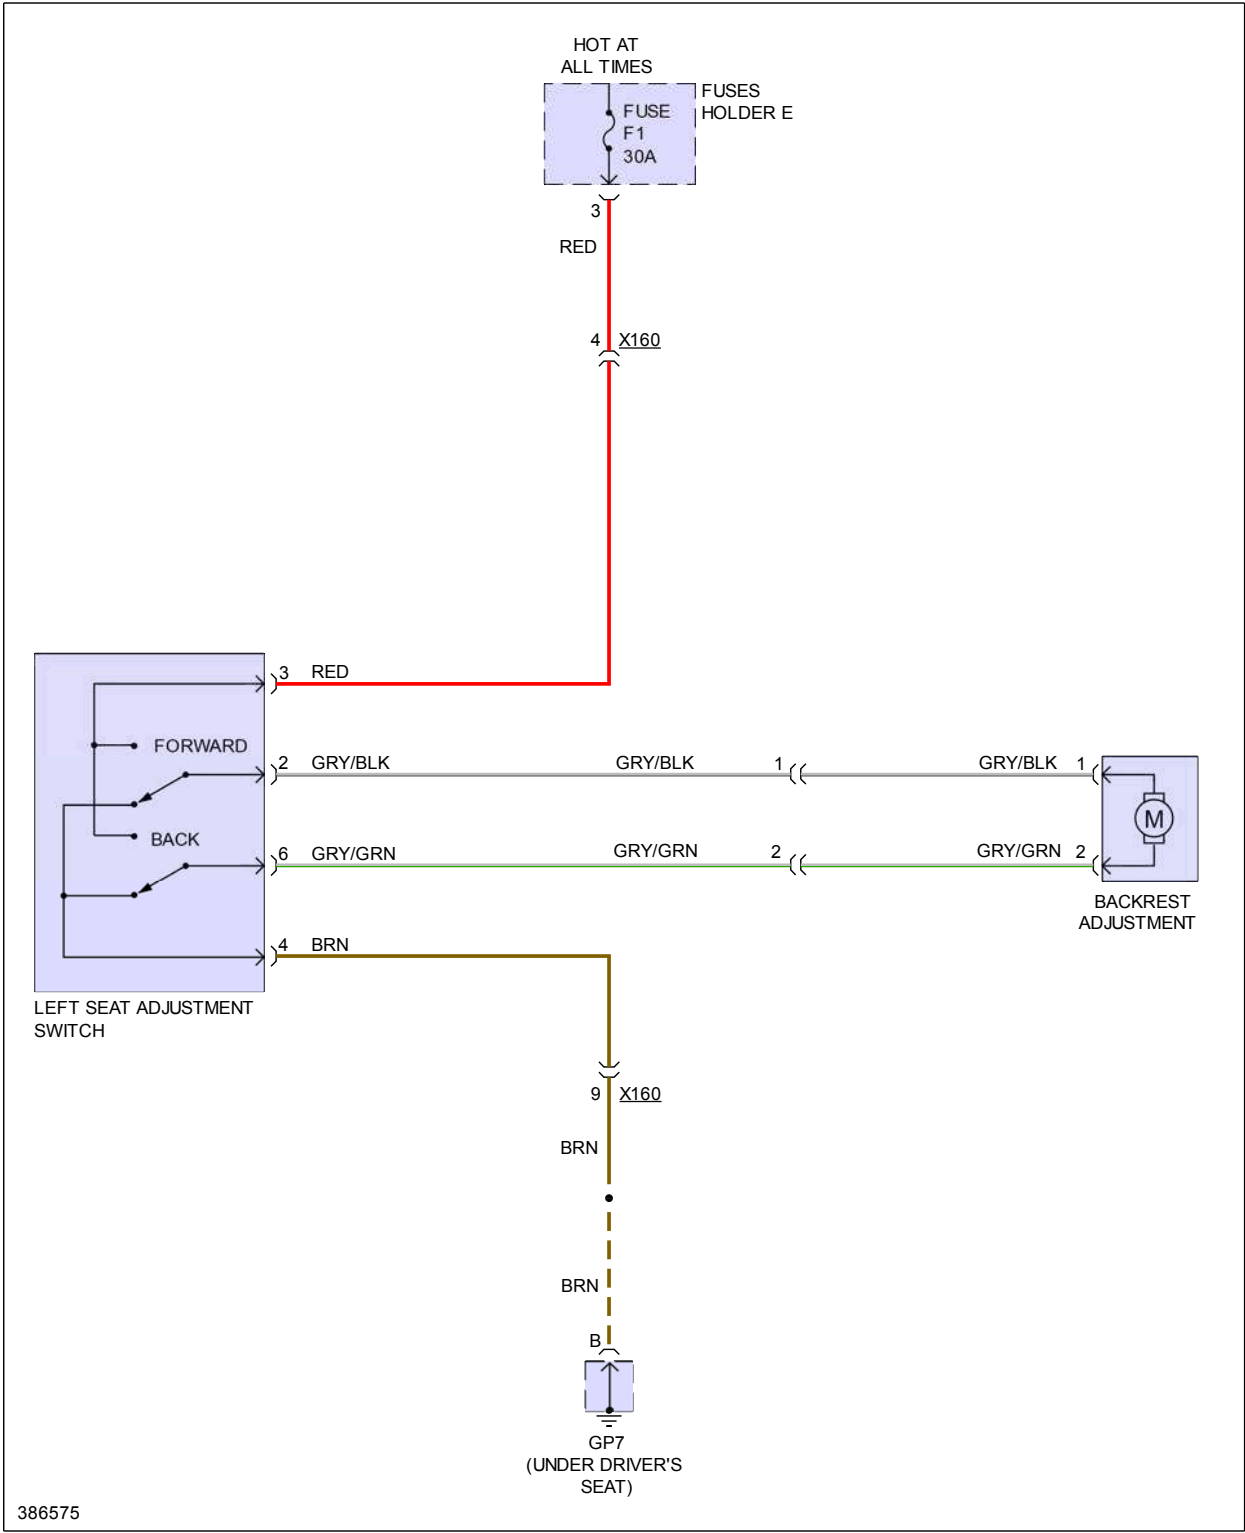 HOT AT
ALL TIMES
FUSES
HOLDER E
FUSE
F1
30A
3
RED
4 X160
3 RED
FORWARD
2 GRY/BLK GRY/BLK 1 GRY/BLK 1
BACK
M
6 GRY/GRN GRY/GRN 2 GRY/GRN 2
BACKREST
ADJUSTMENT
4 BRN
LEFT SEAT ADJUSTMENT
SWITCH
9 X160
BRN
BRN
B
GP7
(UNDER DRIVER'S
SEAT)
386575